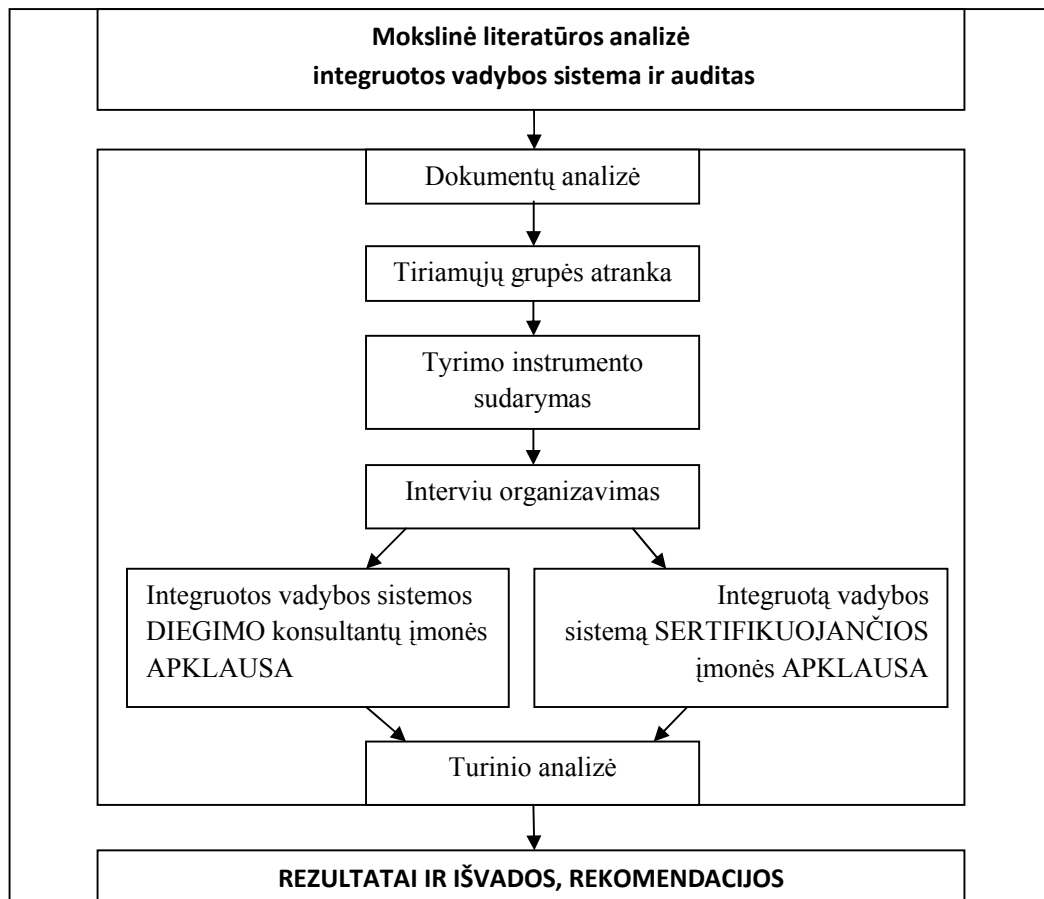 Mokslinė literatūros analizė
integruotos vadybos sistema ir auditas
Dokumentų analizė
Tiriamųjų grupės atranka
Tyrimo instrumento
sudarymas
Interviu organizavimas
Integruotos vadybos sistemos
DIEGIMO konsultantų įmonės
APKLAUSA
Integruotą vadybos
sistemą SERTIFIKUOJANČIOS
įmonės APKLAUSA
Turinio analizė
REZULTATAI IR IŠVADOS, REKOMENDACIJOS